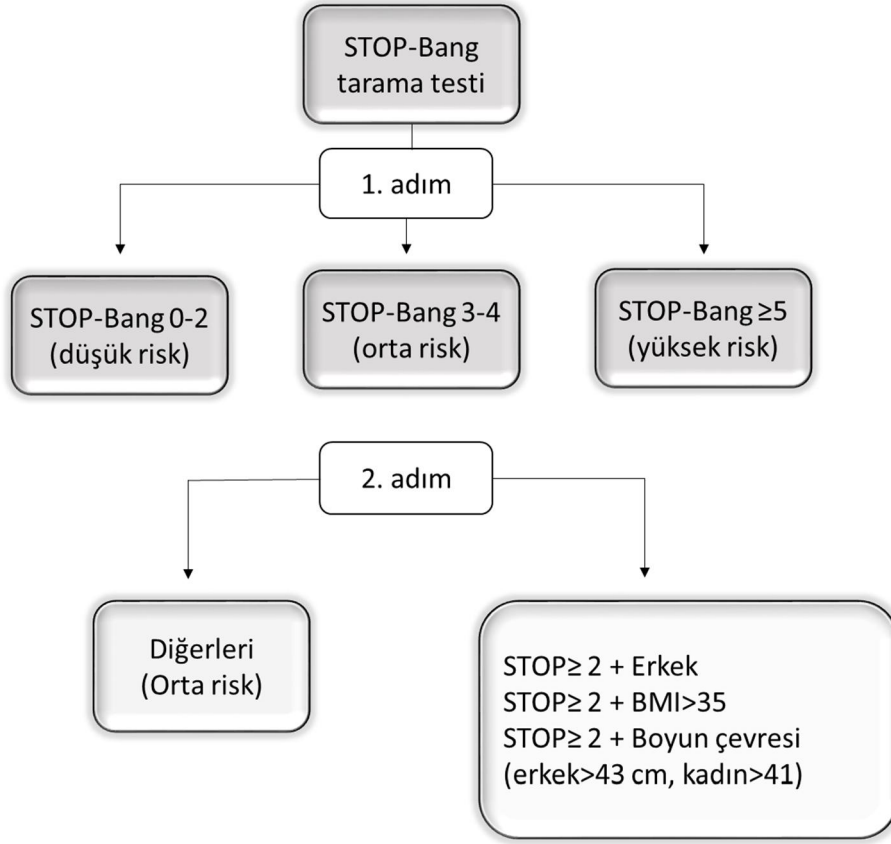 STOP-Bang
tarama testi
1. adım
STOP-Bang 0-2
(düşük risk)
STOP-Bang 3-4
(orta risk)
STOP-Bang ≥5
(yüksek risk)
2. adım
Diğerleri
(Orta risk)
STOP≥ 2 + Erkek
STOP≥ 2 + BMI>35
STOP≥ 2 + Boyun çevresi
(erkek>43 cm, kadın>41)